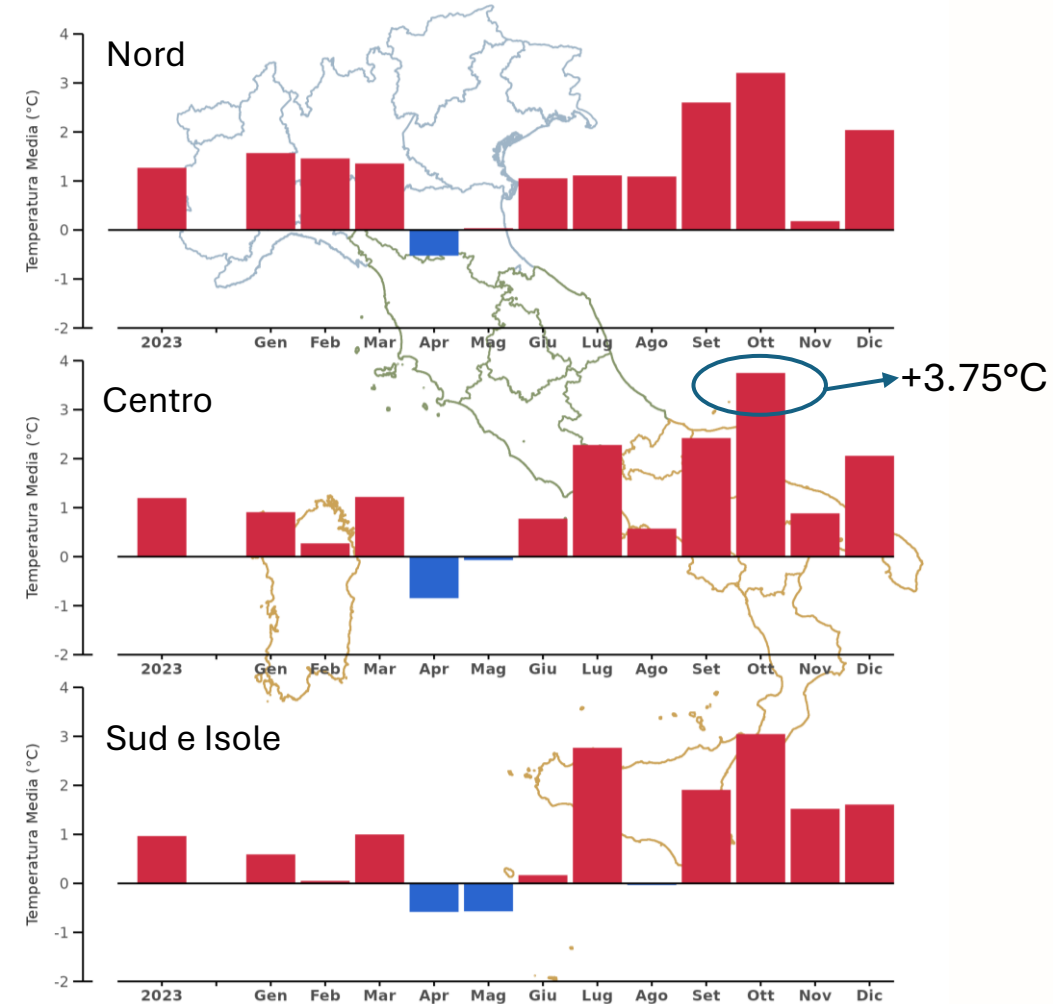 Nord
Temperatura Media (°C)
4
3
2
1
0
-1
-2
2023 Gen Feb Mar Apr Mag Giu Lug Ago Set Ott Nov Dic
Centro
+3.75°C
Temperatura Media (°C)
4
3
2
1
0
-1
-2
2023 Gen Feb Mar Apr Mag Giu Lug Ago Set Ott Nov Dic
Sud e Isole
Temperatura Media (°C)
4
3
2
1
0
-1
-2
2023 Gen Feb Mar Apr Mag Giu Lug Ago Set Ott Nov Dic